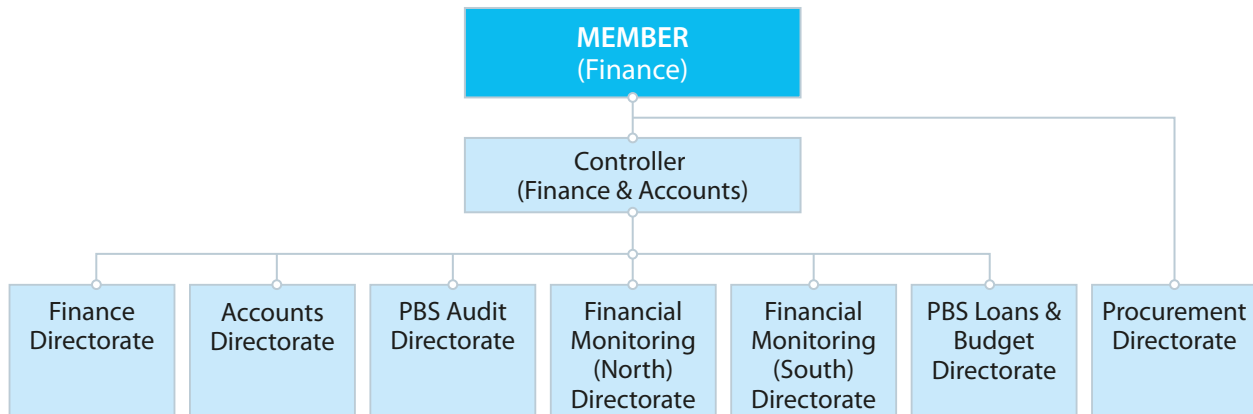 MEMBER
(Finance)
Controller
(Finance & Accounts)
Finance
Directorate
Accounts
Directorate
PBS Audit
Directorate
Financial
Monitoring
(North)
Directorate
Financial
Monitoring
(South)
Directorate
PBS Loans &
Budget
Directorate
Procurement
Directorate